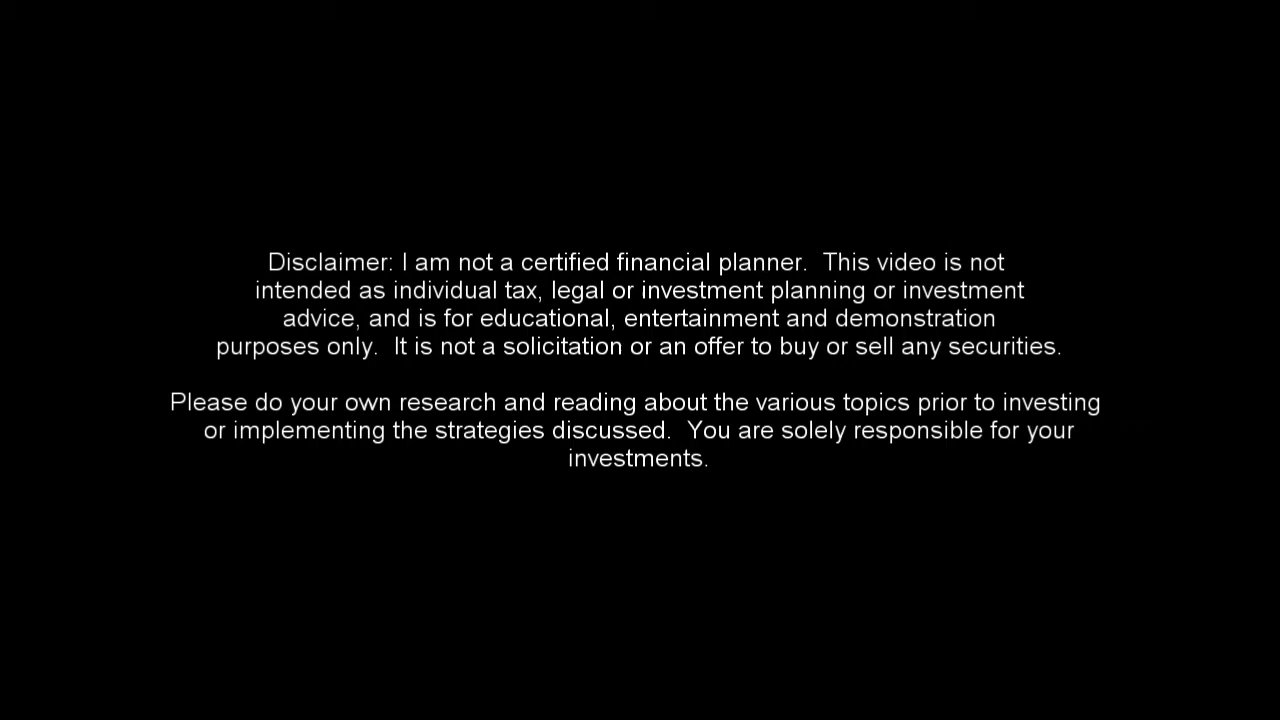 Disclaimer: I am not a certified financial planner.  This video is not
intended as individual tax, legal or investment planning or investment
advice, and is for educational, entertainment and demonstration
purposes only.  It is not a solicitation or an offer to buy or sell any securities.
Please do your own research and reading about the various topics prior to investing
or implementing the strategies discussed.  You are solely responsible for your
investments.